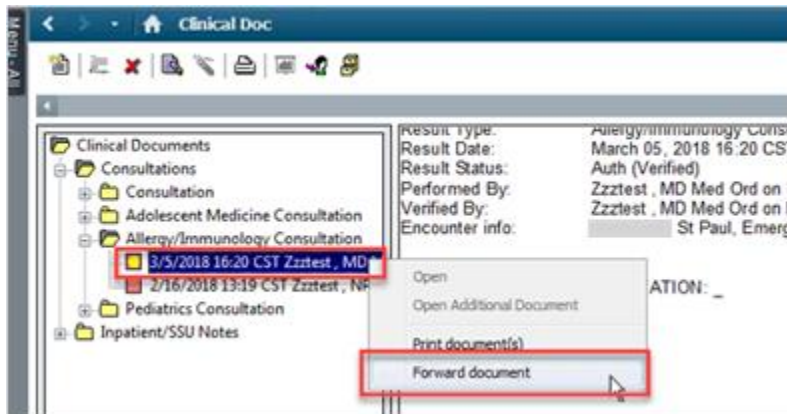 Menu - All
Clinical Doc
Clinical Documents
Consultations
Consultation
Adolescent Medicine Consultation
Allergy/Immunology Consultation
3/5/2018 16:20 CST Zzztest , MD
2/16/2018 13:19 CST Zzztest , NP
Pediatrics Consultation
Inpatient/SSU Notes
Result Type: Allergy/Immunology
Result Date: March 05, 2018 16:20 CS
Result Status: Auth (Verified)
Performed By: Zzztest , MD Med Ord on
Verified By: Zzztest , MD Med Ord on
Encounter info: St Paul, Emerg
ATION: _
Open
Open Additional Document
Print document(s)
Forward document